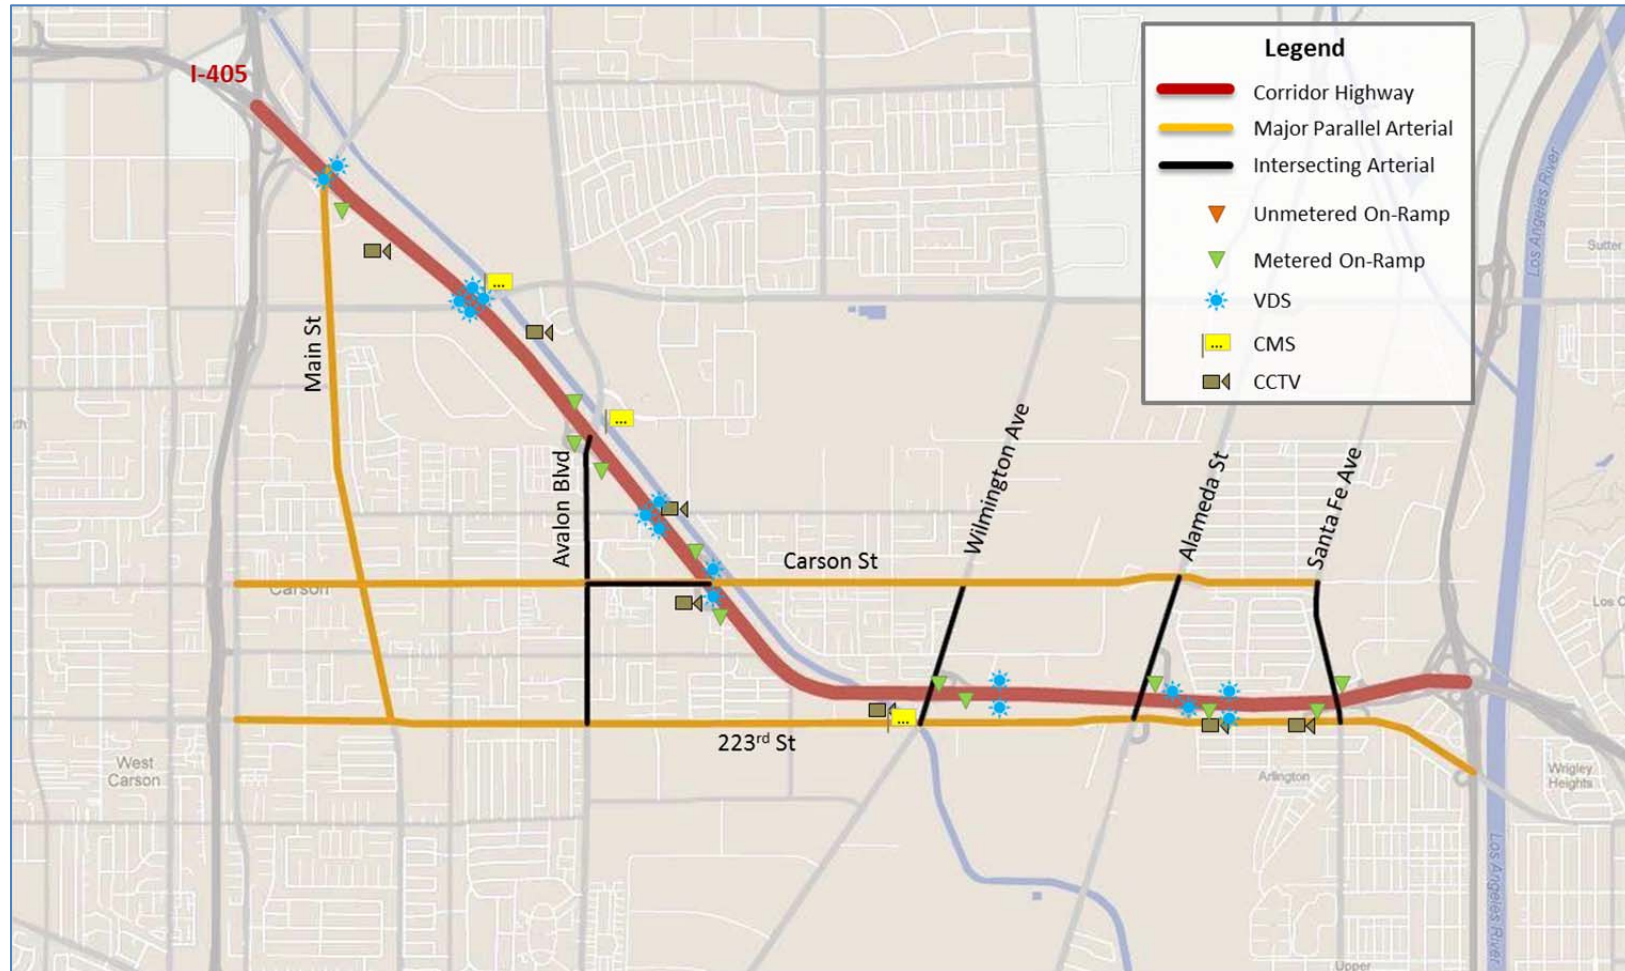 I-405
Legend
Corridor Highway
Major Parallel Arterial
Intersecting Arterial
Unmetered On-Ramp
Metered On-Ramp
VDS
... CMS
CCTV
Los Angeles River
Sutter
...
Main St
...
Avalon Blvd
Wilmington Ave
Alameda St
Santa Fe Ave
Carson St
Carson
...
223rd St
West
Carson
Arlington
Wrigley
Heights
Los Angeles River